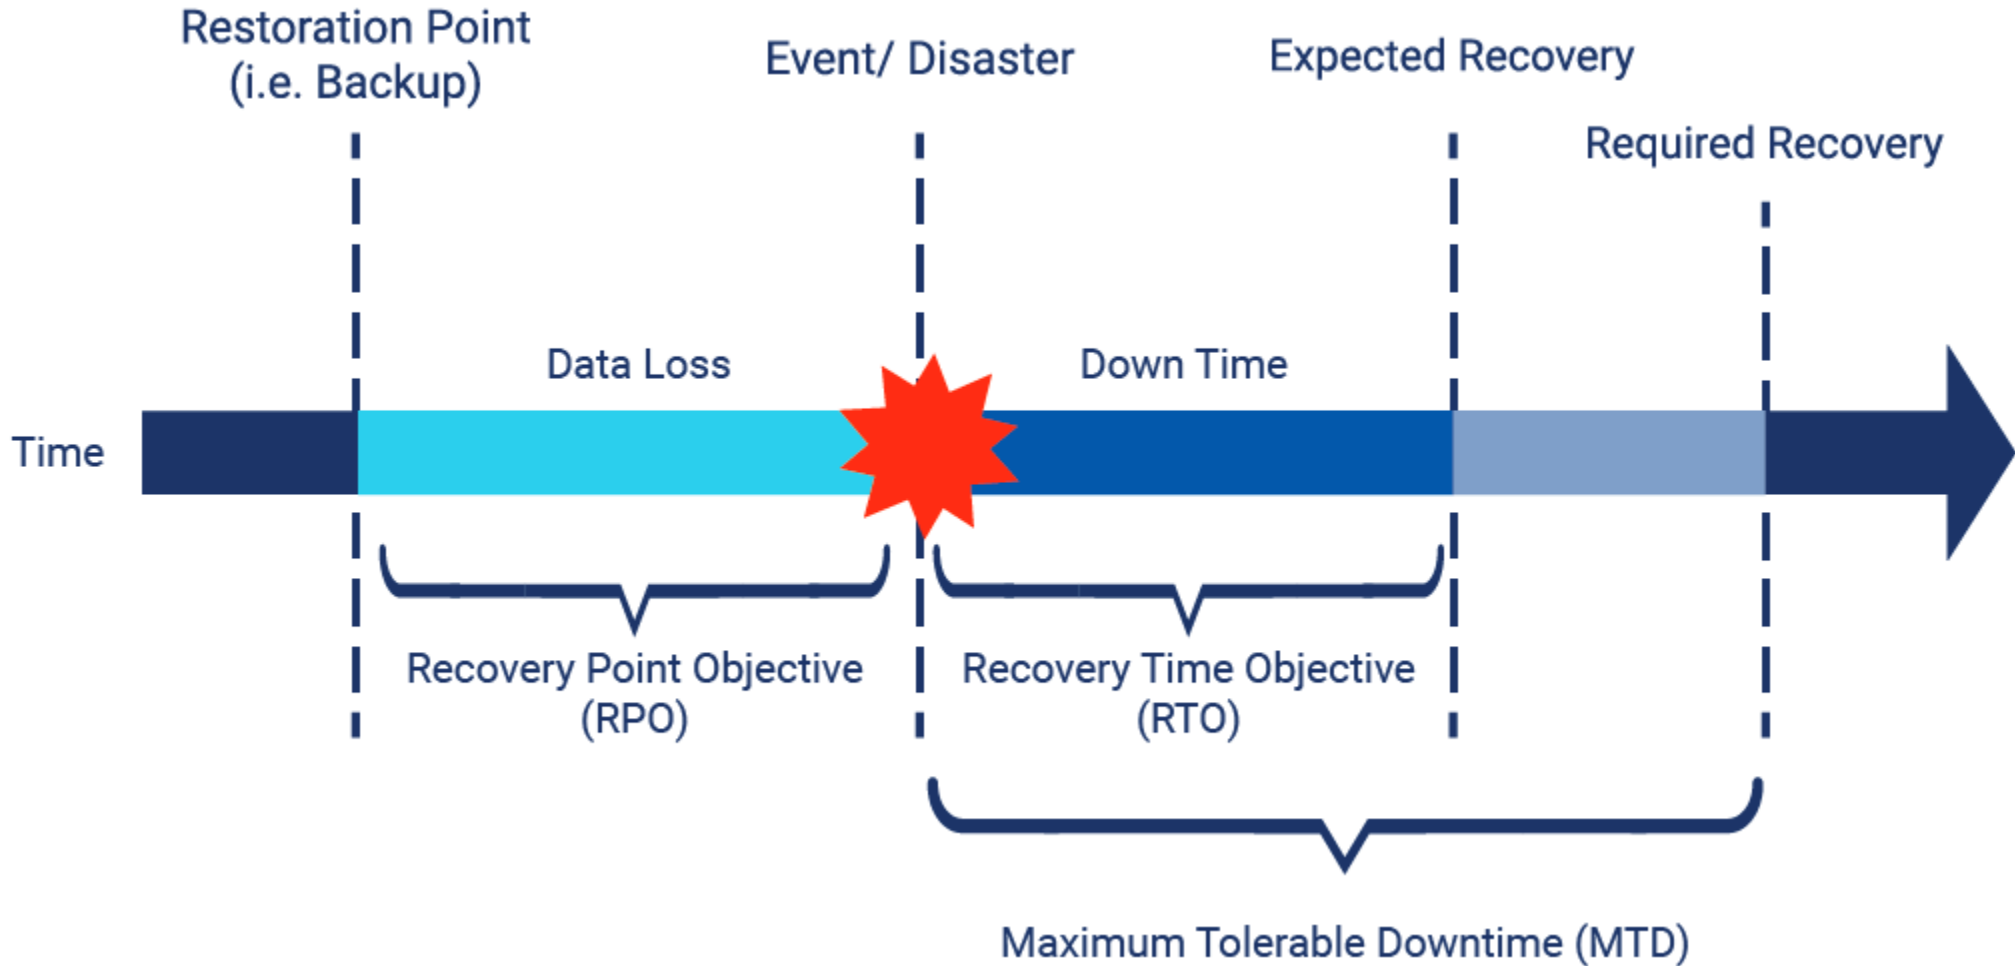 Restoration Point
(i.e. Backup)
Event/ Disaster
Expected Recovery
Required Recovery
Data Loss
Down Time
Time
Recovery Point Objective
(RPO)
Recovery Time Objective
(RTO)
Maximum Tolerable Downtime (MTD)